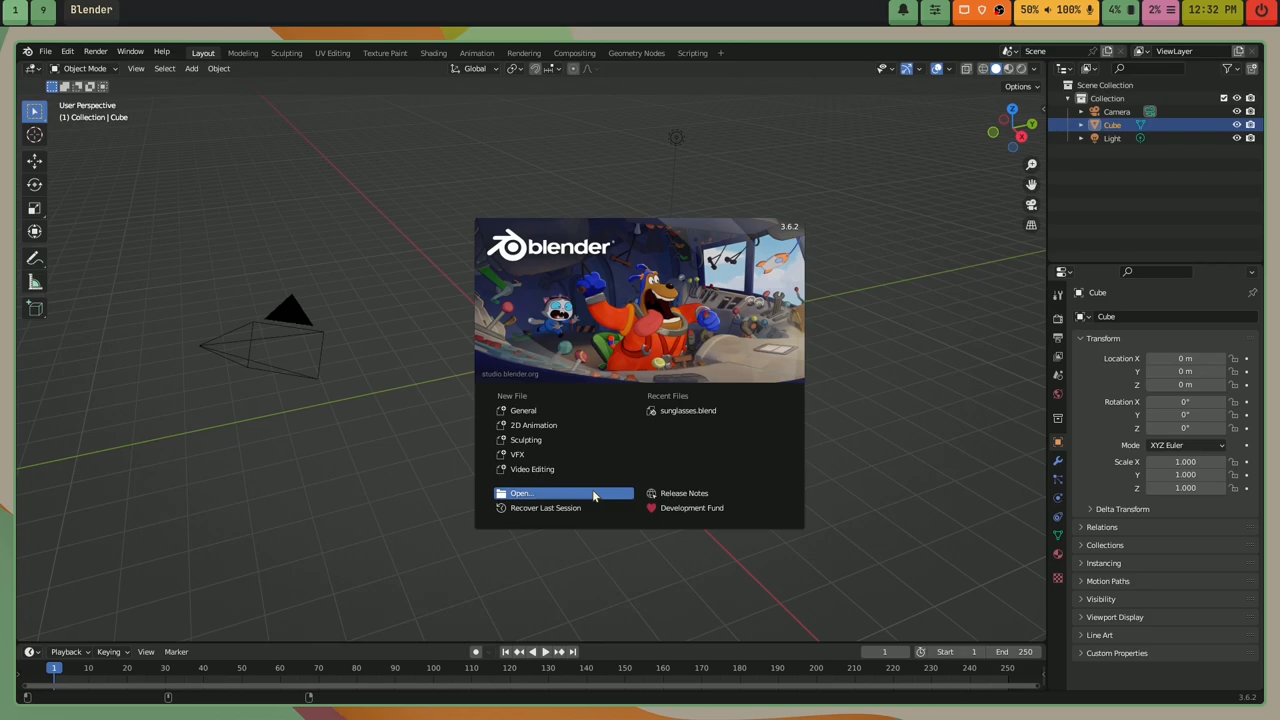 1 9 Blender 50% 100% 4% 2% 12:32 PM
File Edit Render Window Help Layout Modeling Sculpting UV Editing Texture Paint Shading Animation Rendering Compositing Geometry Nodes Scripting + Scene ViewLayer
Object Mode View Select Add Object Global
Options
User Perspective
(1) Collection | Cube
Z
Y
X
Scene Collection
Collection
Camera
Cube
Light
blender
3.6.2
studio.blender.org
New File
General
2D Animation
Sculpting
VFX
Video Editing
Recent Files
sunglasses.blend
Open...
Recover Last Session
Release Notes
Development Fund
Cube
Cube
Transform
Location X 0 m
Y 0 m
Z 0 m
Rotation X 0°
Y 0°
Z 0°
Mode XYZ Euler
Scale X 1.000
Y 1.000
Z 1.000
Delta Transform
Relations
Collections
Instancing
Motion Paths
Visibility
Viewport Display
Line Art
Custom Properties
Playback Keying View Marker 1 Start 1 End 250
1 10 20 30 40 50 60 70 80 90 100 110 120 130 140 150 160 170 180 190 200 210 220 230 240 250
3.6.2